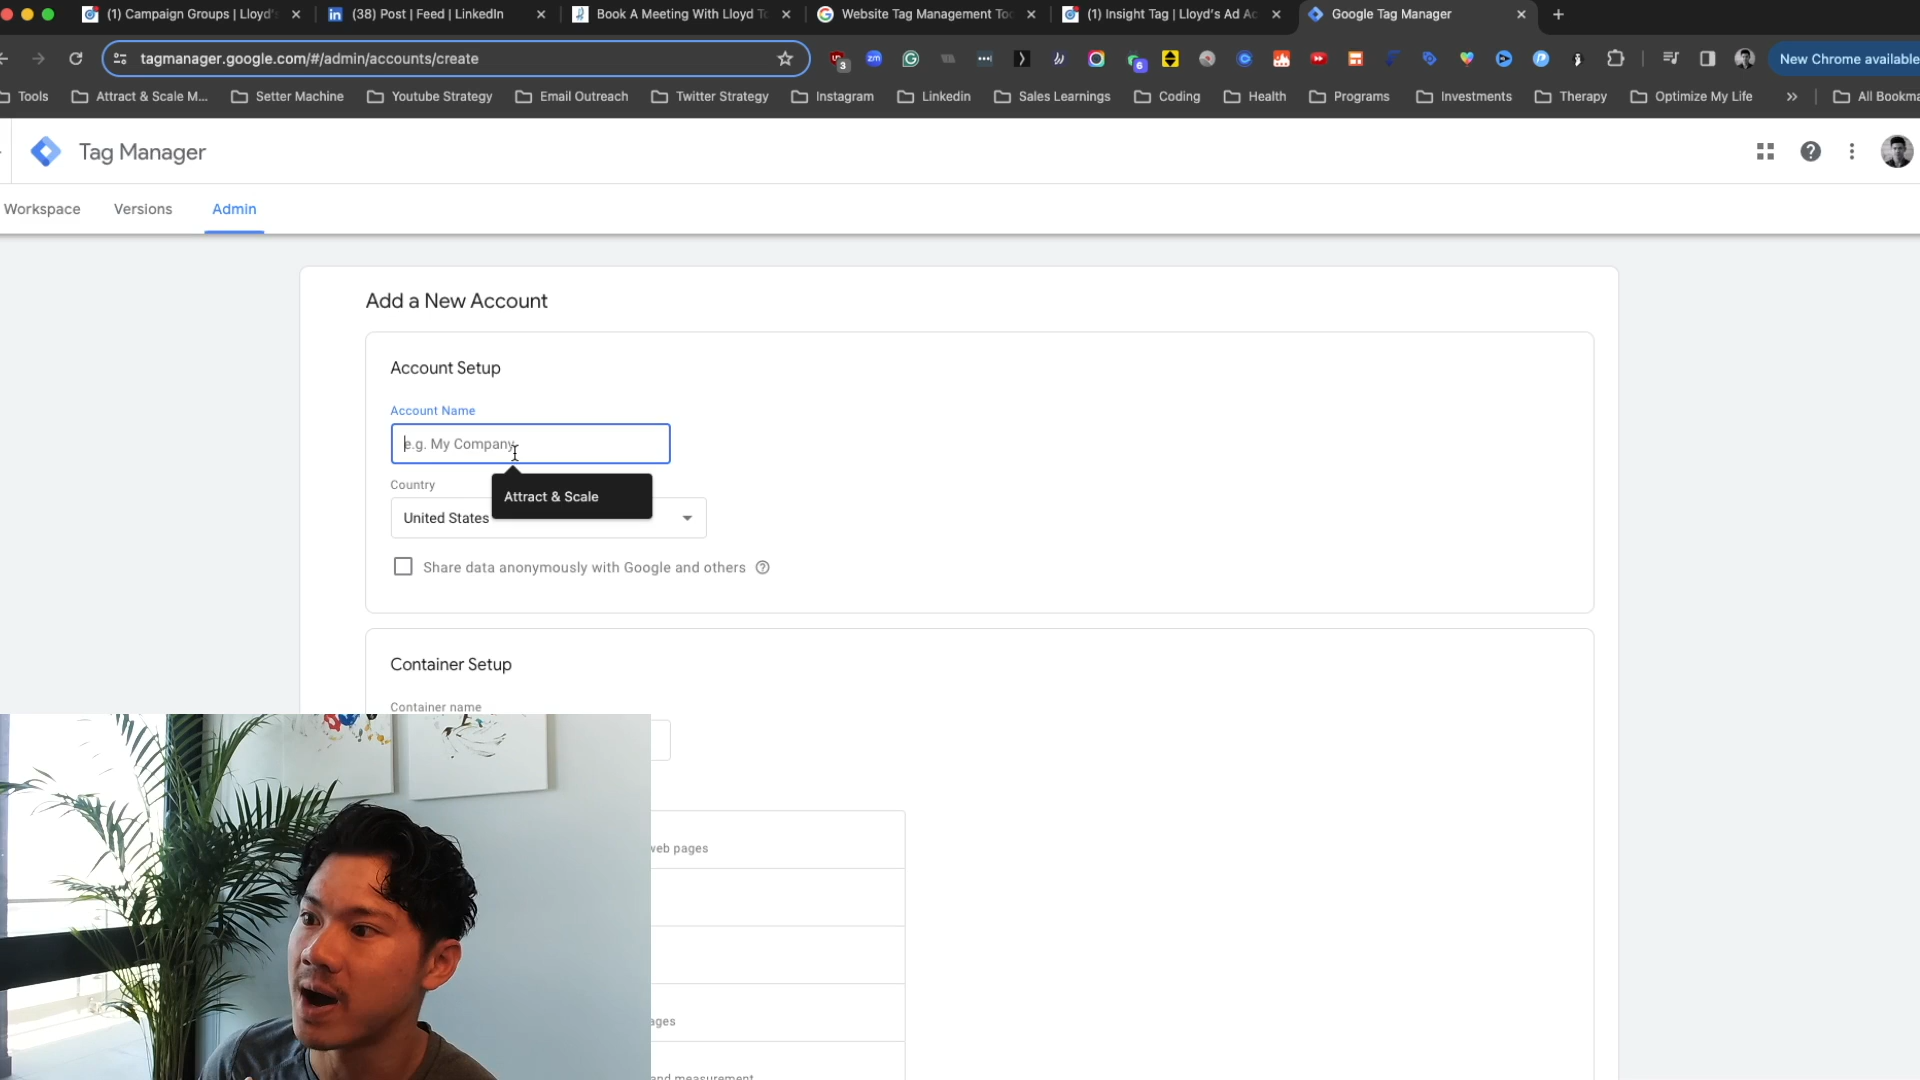 (1) Campaign Groups | Lloyd's
(38) Post | Feed | LinkedIn
Book A Meeting With Lloyd To
Website Tag Management Too
(1) Insight Tag | Lloyd's Ad Ac
Google Tag Manager
tagmanager.google.com/#/admin/accounts/create
3
zm
6
New Chrome available
Tools
Attract & Scale M...
Setter Machine
Youtube Strategy
Email Outreach
Twitter Strategy
Instagram
Linkedin
Sales Learnings
Coding
Health
Programs
Investments
Therapy
Optimize My Life
»
All Bookma
Tag Manager
Workspace
Versions
Admin
Add a New Account
Account Setup
Account Name
e.g. My Company
Attract & Scale
Country
United States
Share data anonymously with Google and others
Container Setup
Container name
web pages
ages
and measurement